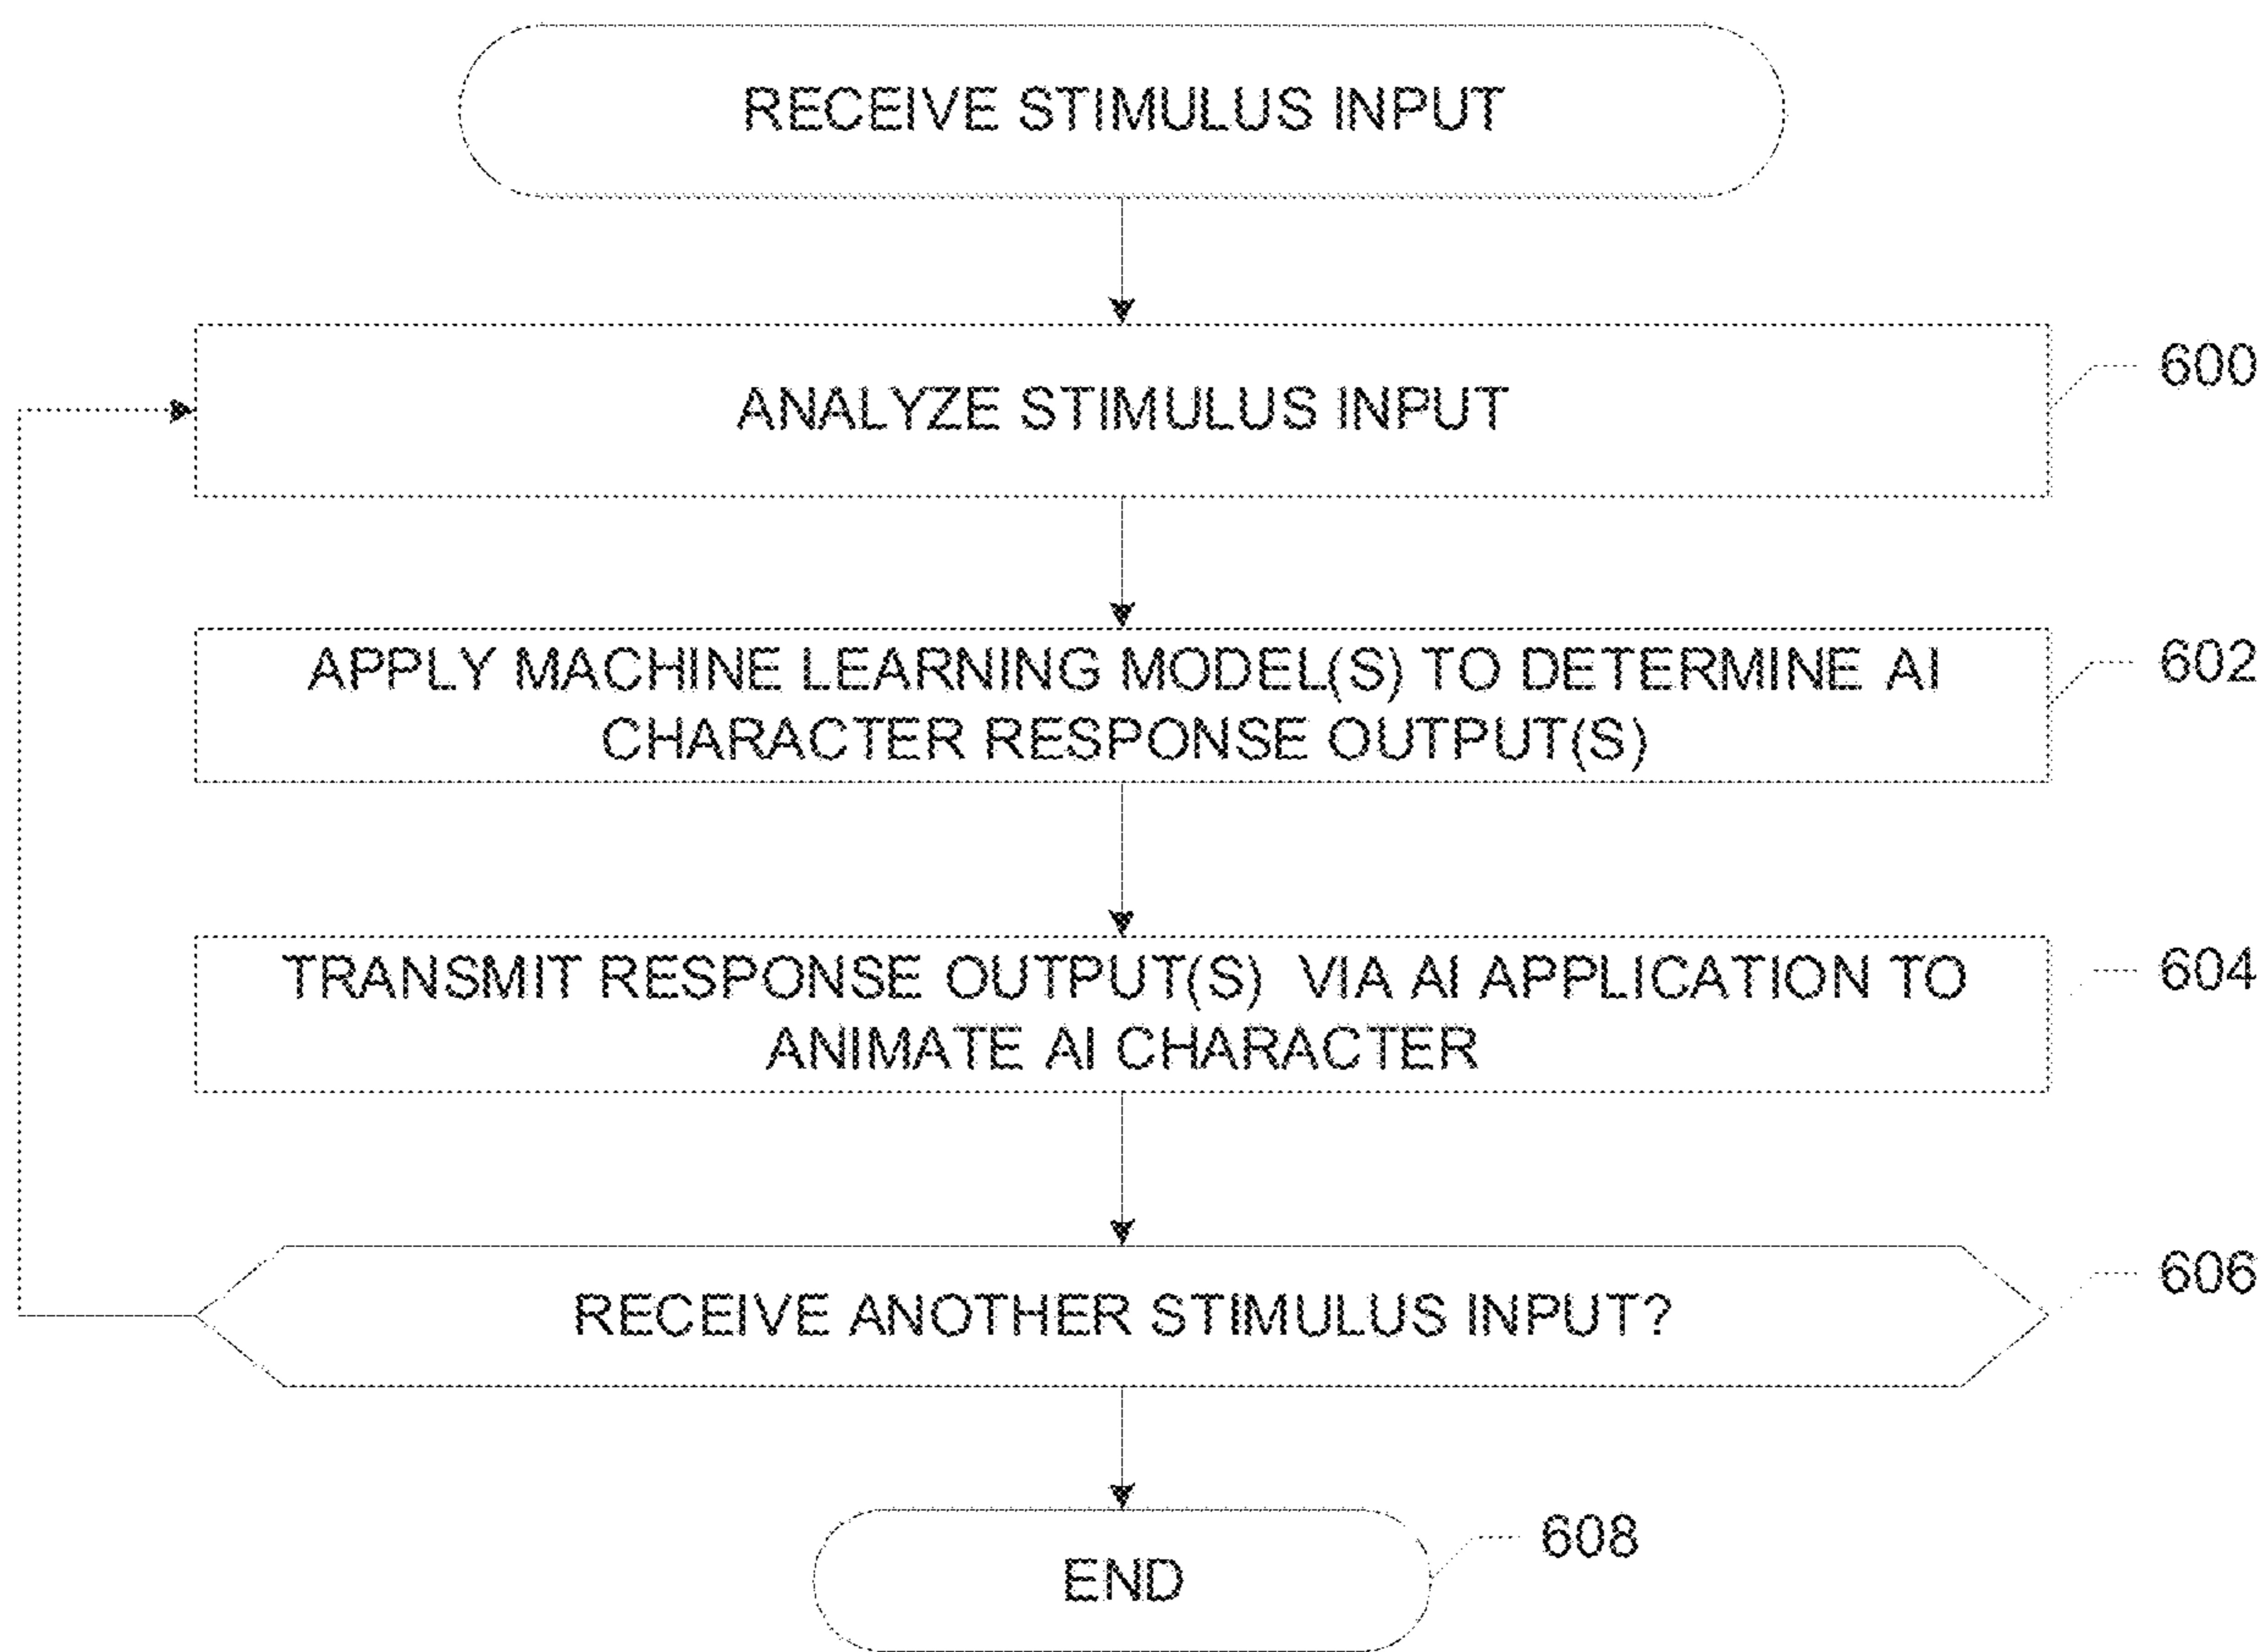 RECEIVE STIMULUS INPUT
ANALYZE STIMULUS INPUT
600
APPLY MACHINE LEARNING MODEL(S) TO DETERMINE AI
CHARACTER RESPONSE OUTPUT(S)
602
TRANSMIT RESPONSE OUTPUT(S) VIA AI APPLICATION TO
ANIMATE AI CHARACTER
604
RECEIVE ANOTHER STIMULUS INPUT?
606
END
608